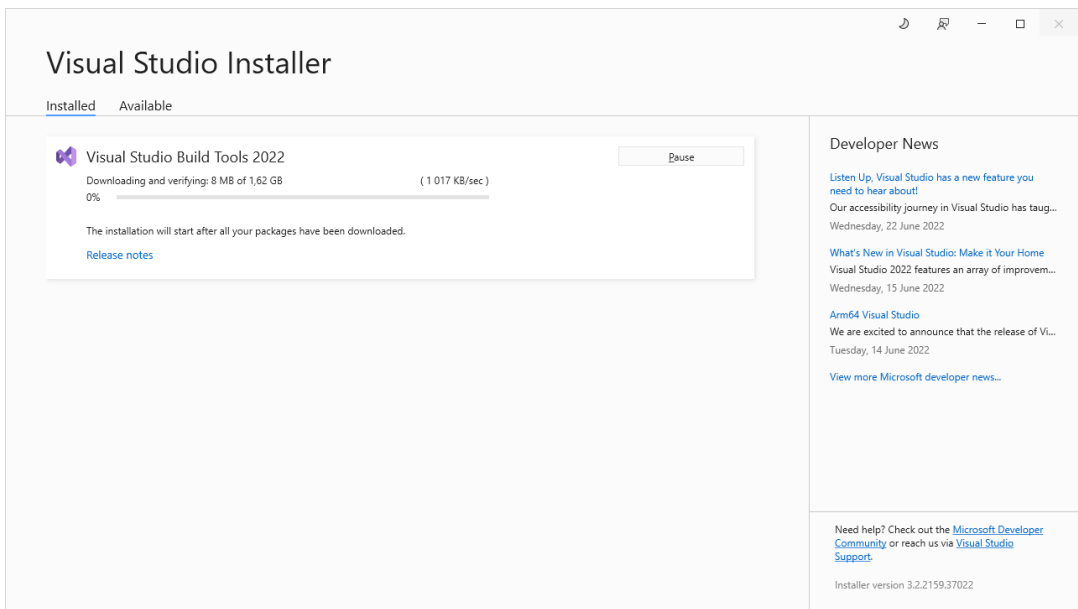 Visual Studio Installer
Installed Available
Visual Studio Build Tools 2022
Pause
Downloading and verifying: 8 MB of 1,62 GB ( 1 017 KB/sec )
0%
The installation will start after all your packages have been downloaded.
Release notes
Developer News
Listen Up, Visual Studio has a new feature you
need to hear about!
Our accessibility journey in Visual Studio has taug...
Wednesday, 22 June 2022
What's New in Visual Studio: Make it Your Home
Visual Studio 2022 features an array of improvem...
Wednesday, 15 June 2022
Arm64 Visual Studio
We are excited to announce that the release of Vi...
Tuesday, 14 June 2022
View more Microsoft developer news...
Need help? Check out the Microsoft Developer
Community or reach us via Visual Studio
Support.
Installer version 3.2.2159.37022